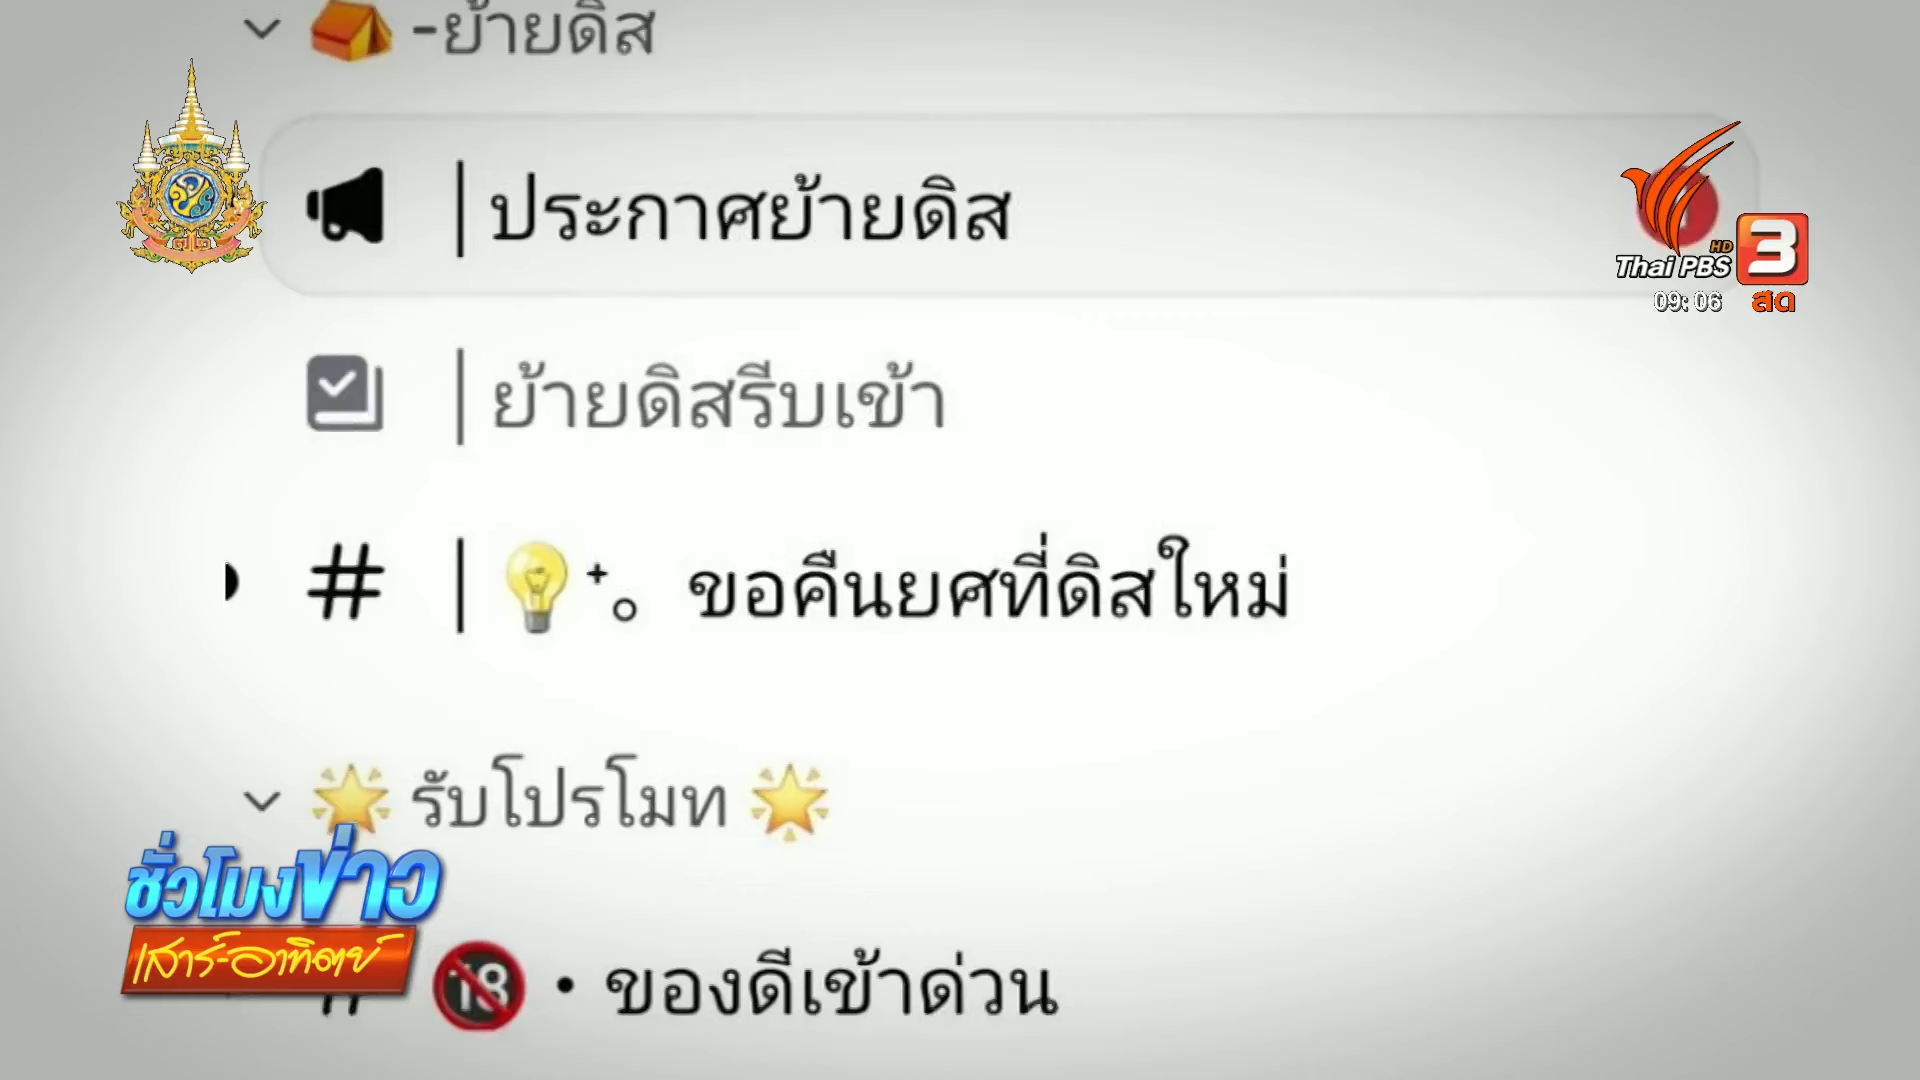 -ย้ายดิส
| ประกาศย้ายดิส
Thai PBS HD 3
09:06 สด
| ย้ายดิสรีบเข้า
# | ขอคืนยศที่ดิสใหม่
รับโปรโมท
ชั่วโมงข่าว
เสาร์-อาทิตย์
# 18 • ของดีเข้าด่วน